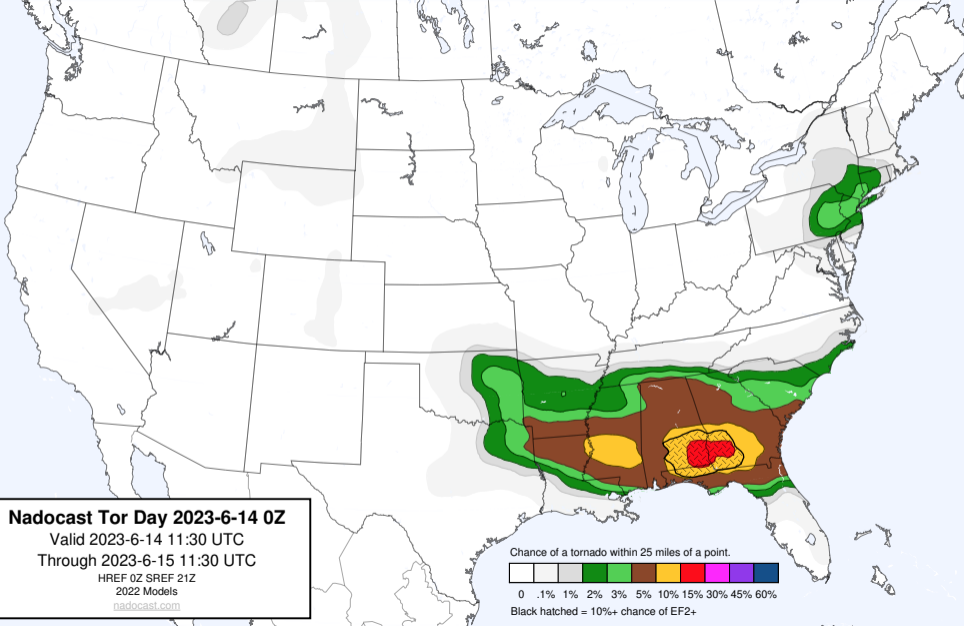 Nadocast Tor Day 2023-6-14 0Z
Valid 2023-6-14 11:30 UTC
Through 2023-6-15 11:30 UTC
HREF 0Z SREF 21Z
2022 Models
nadocast.com
Chance of a tornado within 25 miles of a point.
0 .1% 1% 2% 3% 5% 10% 15% 30% 45% 60%
Black hatched = 10%+ chance of EF2+